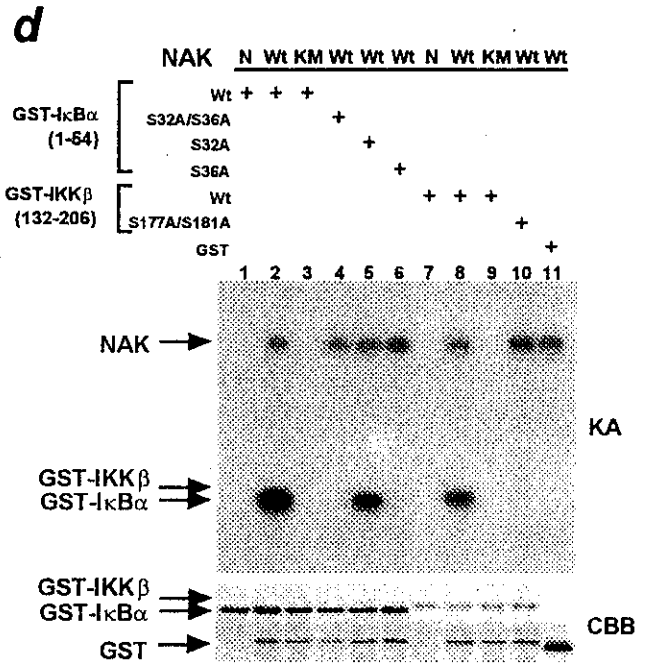 d
NAK N Wt KM Wt Wt Wt N Wt KM Wt Wt
GST-IκBα (1-54)
Wt + + +
S32A/S36A +
S32A +
S36A +
GST-IKKβ (132-206)
Wt + + +
S177A/S181A +
GST +
1 2 3 4 5 6 7 8 9 10 11
NAK
KA
GST-IKKβ
GST-IκBα
GST-IKKβ
GST-IκBα
CBB
GST